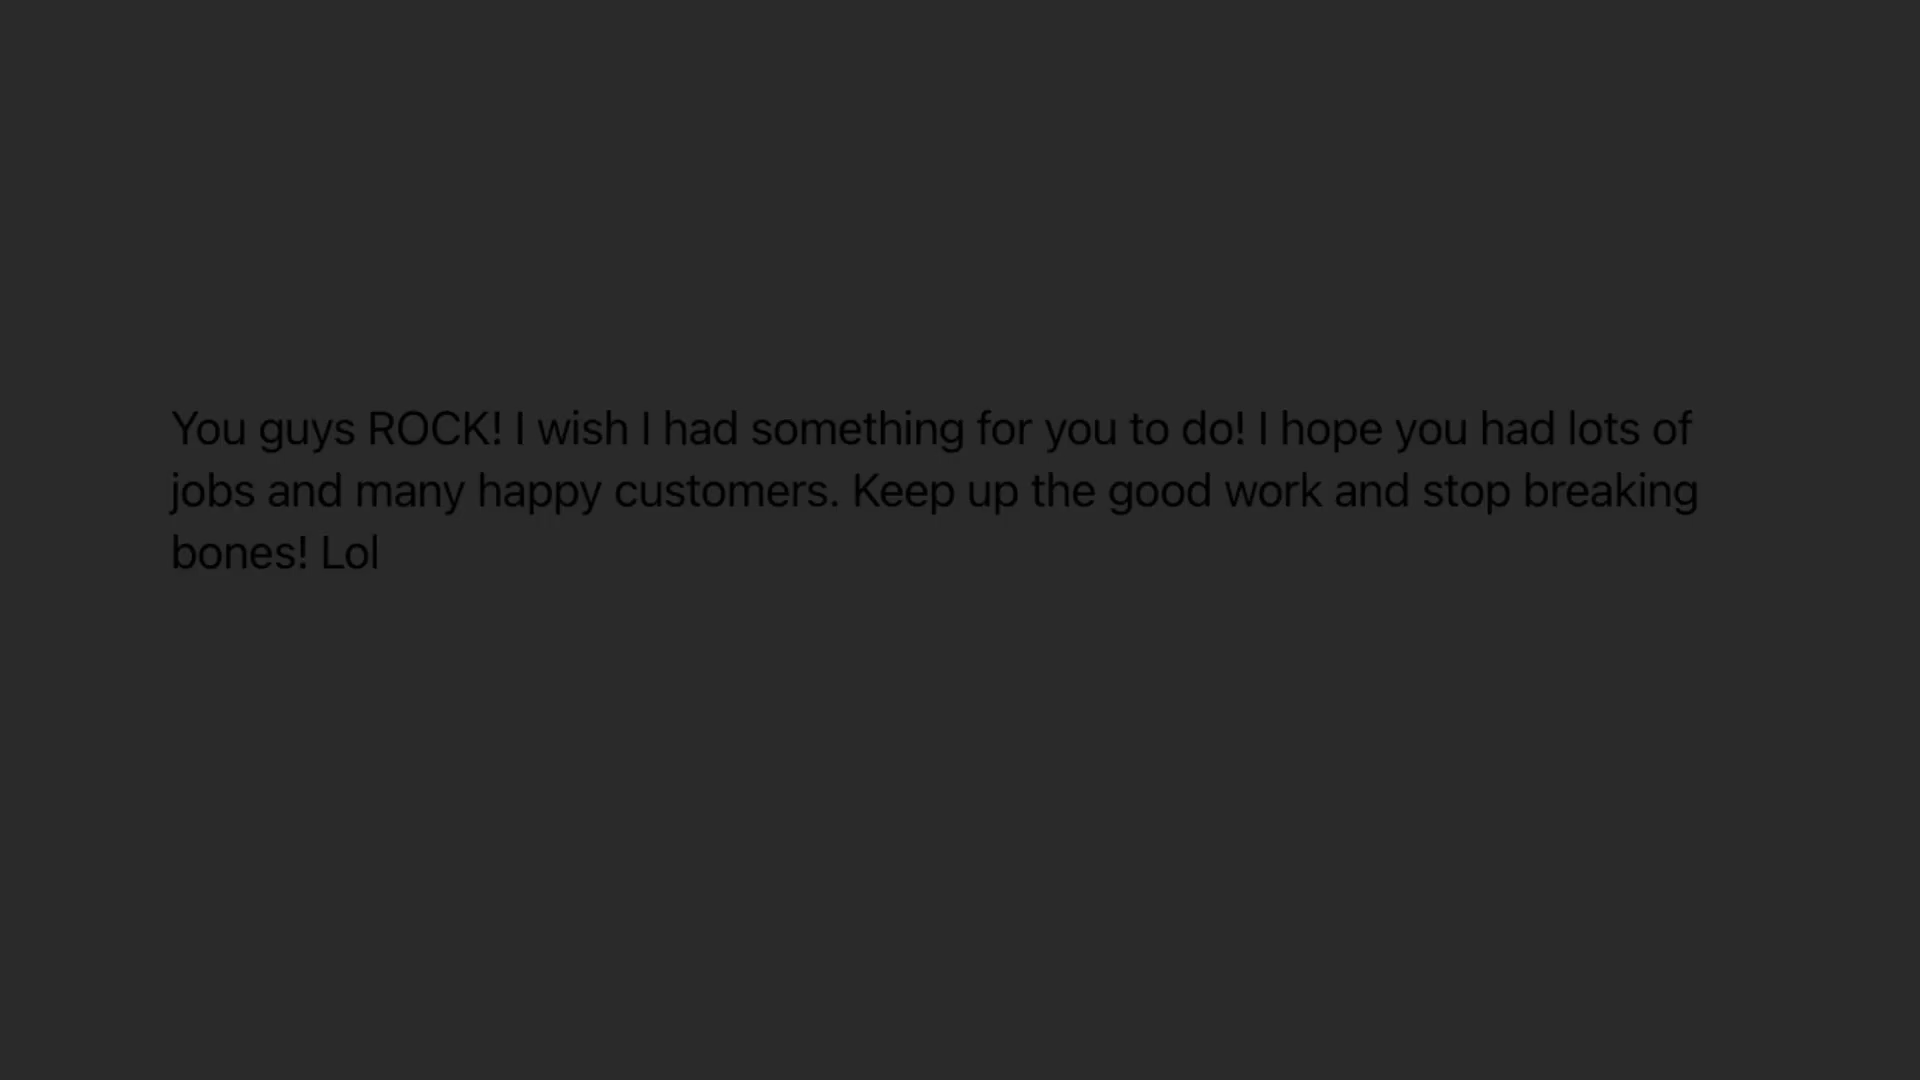 You guys ROCK! I wish I had something for you to do! I hope you had lots of
jobs and many happy customers. Keep up the good work and stop breaking
bones! Lol